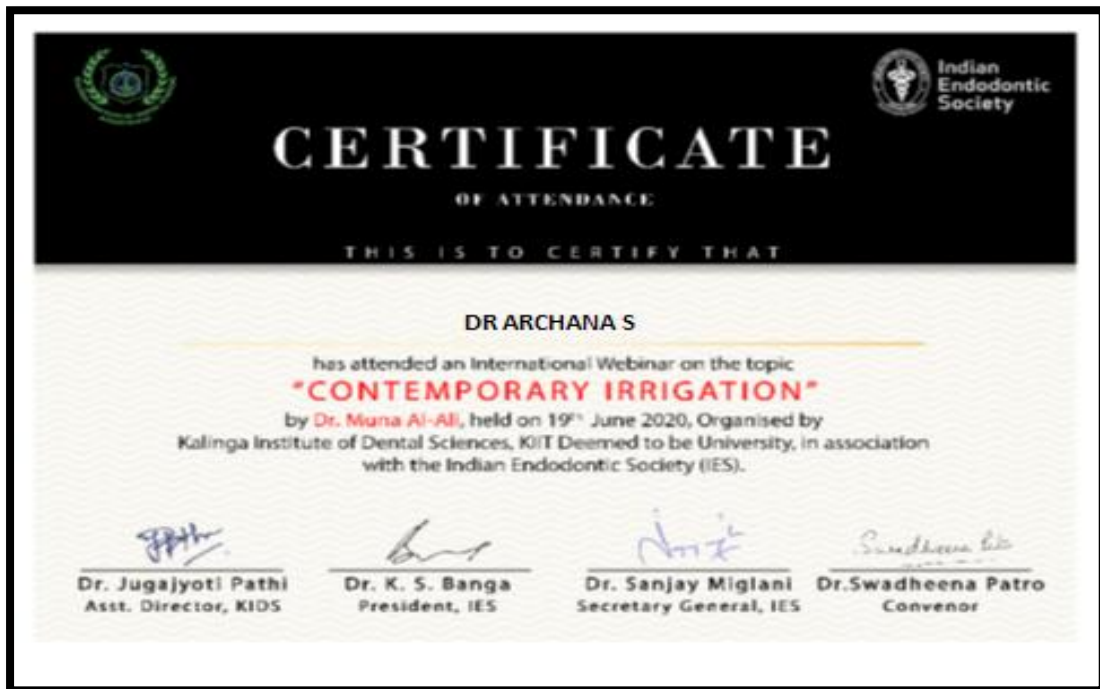 Indian
Endodontic
Society
CERTIFICATE
OF ATTENDANCE
THIS IS TO CERTIFY THAT
DR ARCHANA S
has attended an International Webinar on the topic
"CONTEMPORARY IRRIGATION"
by Dr. Muna Al-Ali, held on 19th June 2020, Organised by
Kalinga Institute of Dental Sciences, KIIT Deemed to be University, in association
with the Indian Endodontic Society (IES).
Dr. Jugajyoti Pathi
Asst. Director, KIDS
Dr. K. S. Banga
President, IES
Dr. Sanjay Miglani
Secretary General, IES
Dr.Swadheena Patro
Convenor